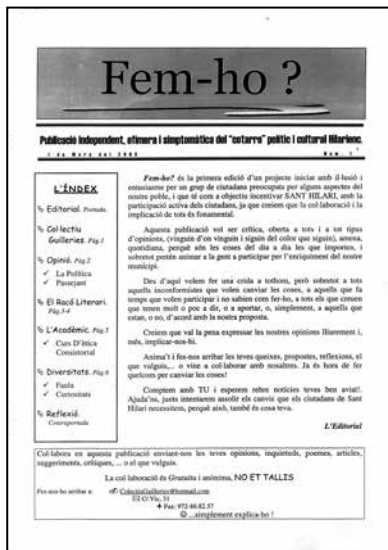 Fem-ho ?
Publicació independent, efímera i simptomàtica del "cotarro" polític i cultural Hilarienc.
1 de Març del 2003
Núm. 1
L'ÍNDEX
Editorial. Portada.
Col·lectiu
Guilleries. Pàg.1
Opinió. Pàg.2
✓ La Política
✓ Passejant
El Racó Literari.
Pàg.3-4
L'Acadèmic. Pàg.5
✓ Curs D'ètica
Consistorial
Diversitats. Pàg.6
✓ Faula
✓ Curiositats
Reflexió.
Contraportada
Fem-ho? és la primera edició d'un projecte iniciat amb il·lusió i
entusiasme per un grup de ciutadans preocupats per alguns aspectes del
nostre poble, i que té com a objectiu incentivar SANT HILARI, amb la
participació activa dels ciutadans, ja que creiem que la col·laboració i la
implicació de tots és fonamental.
Aquesta publicació vol ser crítica, oberta a tots i a tot tipus
d'opinions, (vinguin d'on vinguin i siguin del color que siguin), amena,
quotidiana, perquè són les coses del dia a dia les que importen, i
sobretot pretén animar a la gent a participar per l'enriquiment del nostre
municipi.
Des d'aquí volem fer una crida a tothom, però sobretot a tots
aquells inconformistes que volen canviar les coses, a aquells que fa
temps que volen participar i no sabien com fer-ho, a tots els que creuen
que tenen molt o poc a dir, o a aportar, o, simplement, a aquells que
estan, o no, d'acord amb la nostra proposta.
Creiem que val la pena expressar les nostres opinions lliurement i,
més, implicar-nos-hi.
Anima't i fes-nos arribar les teves queixes, propostes, reflexions, el
que vulguis,... o vine a col·laborar amb nosaltres. Ja és hora de fer
quelcom per canviar les coses!
Comptem amb TU i esperem rebre notícies teves ben aviat!.
Ajuda'ns, junts intentarem assolir els canvis que els ciutadans de Sant
Hilari necessitem, perquè això, també és cosa teva.
L'Editorial
Col·labora en aquesta publicació enviant-nos les teves opinions, inquietuds, poemes, articles,
suggeriments, crítiques, ... o el que vulguis.
La col·laboració és Gratuïta i anònima, NO ET TALLIS
Fes-nos-ho arribar a:
ColectiuGuilleries@hotmail.com
C/.Vic, 31
Fax: 972-86.82.57
...simplement explica-ho !